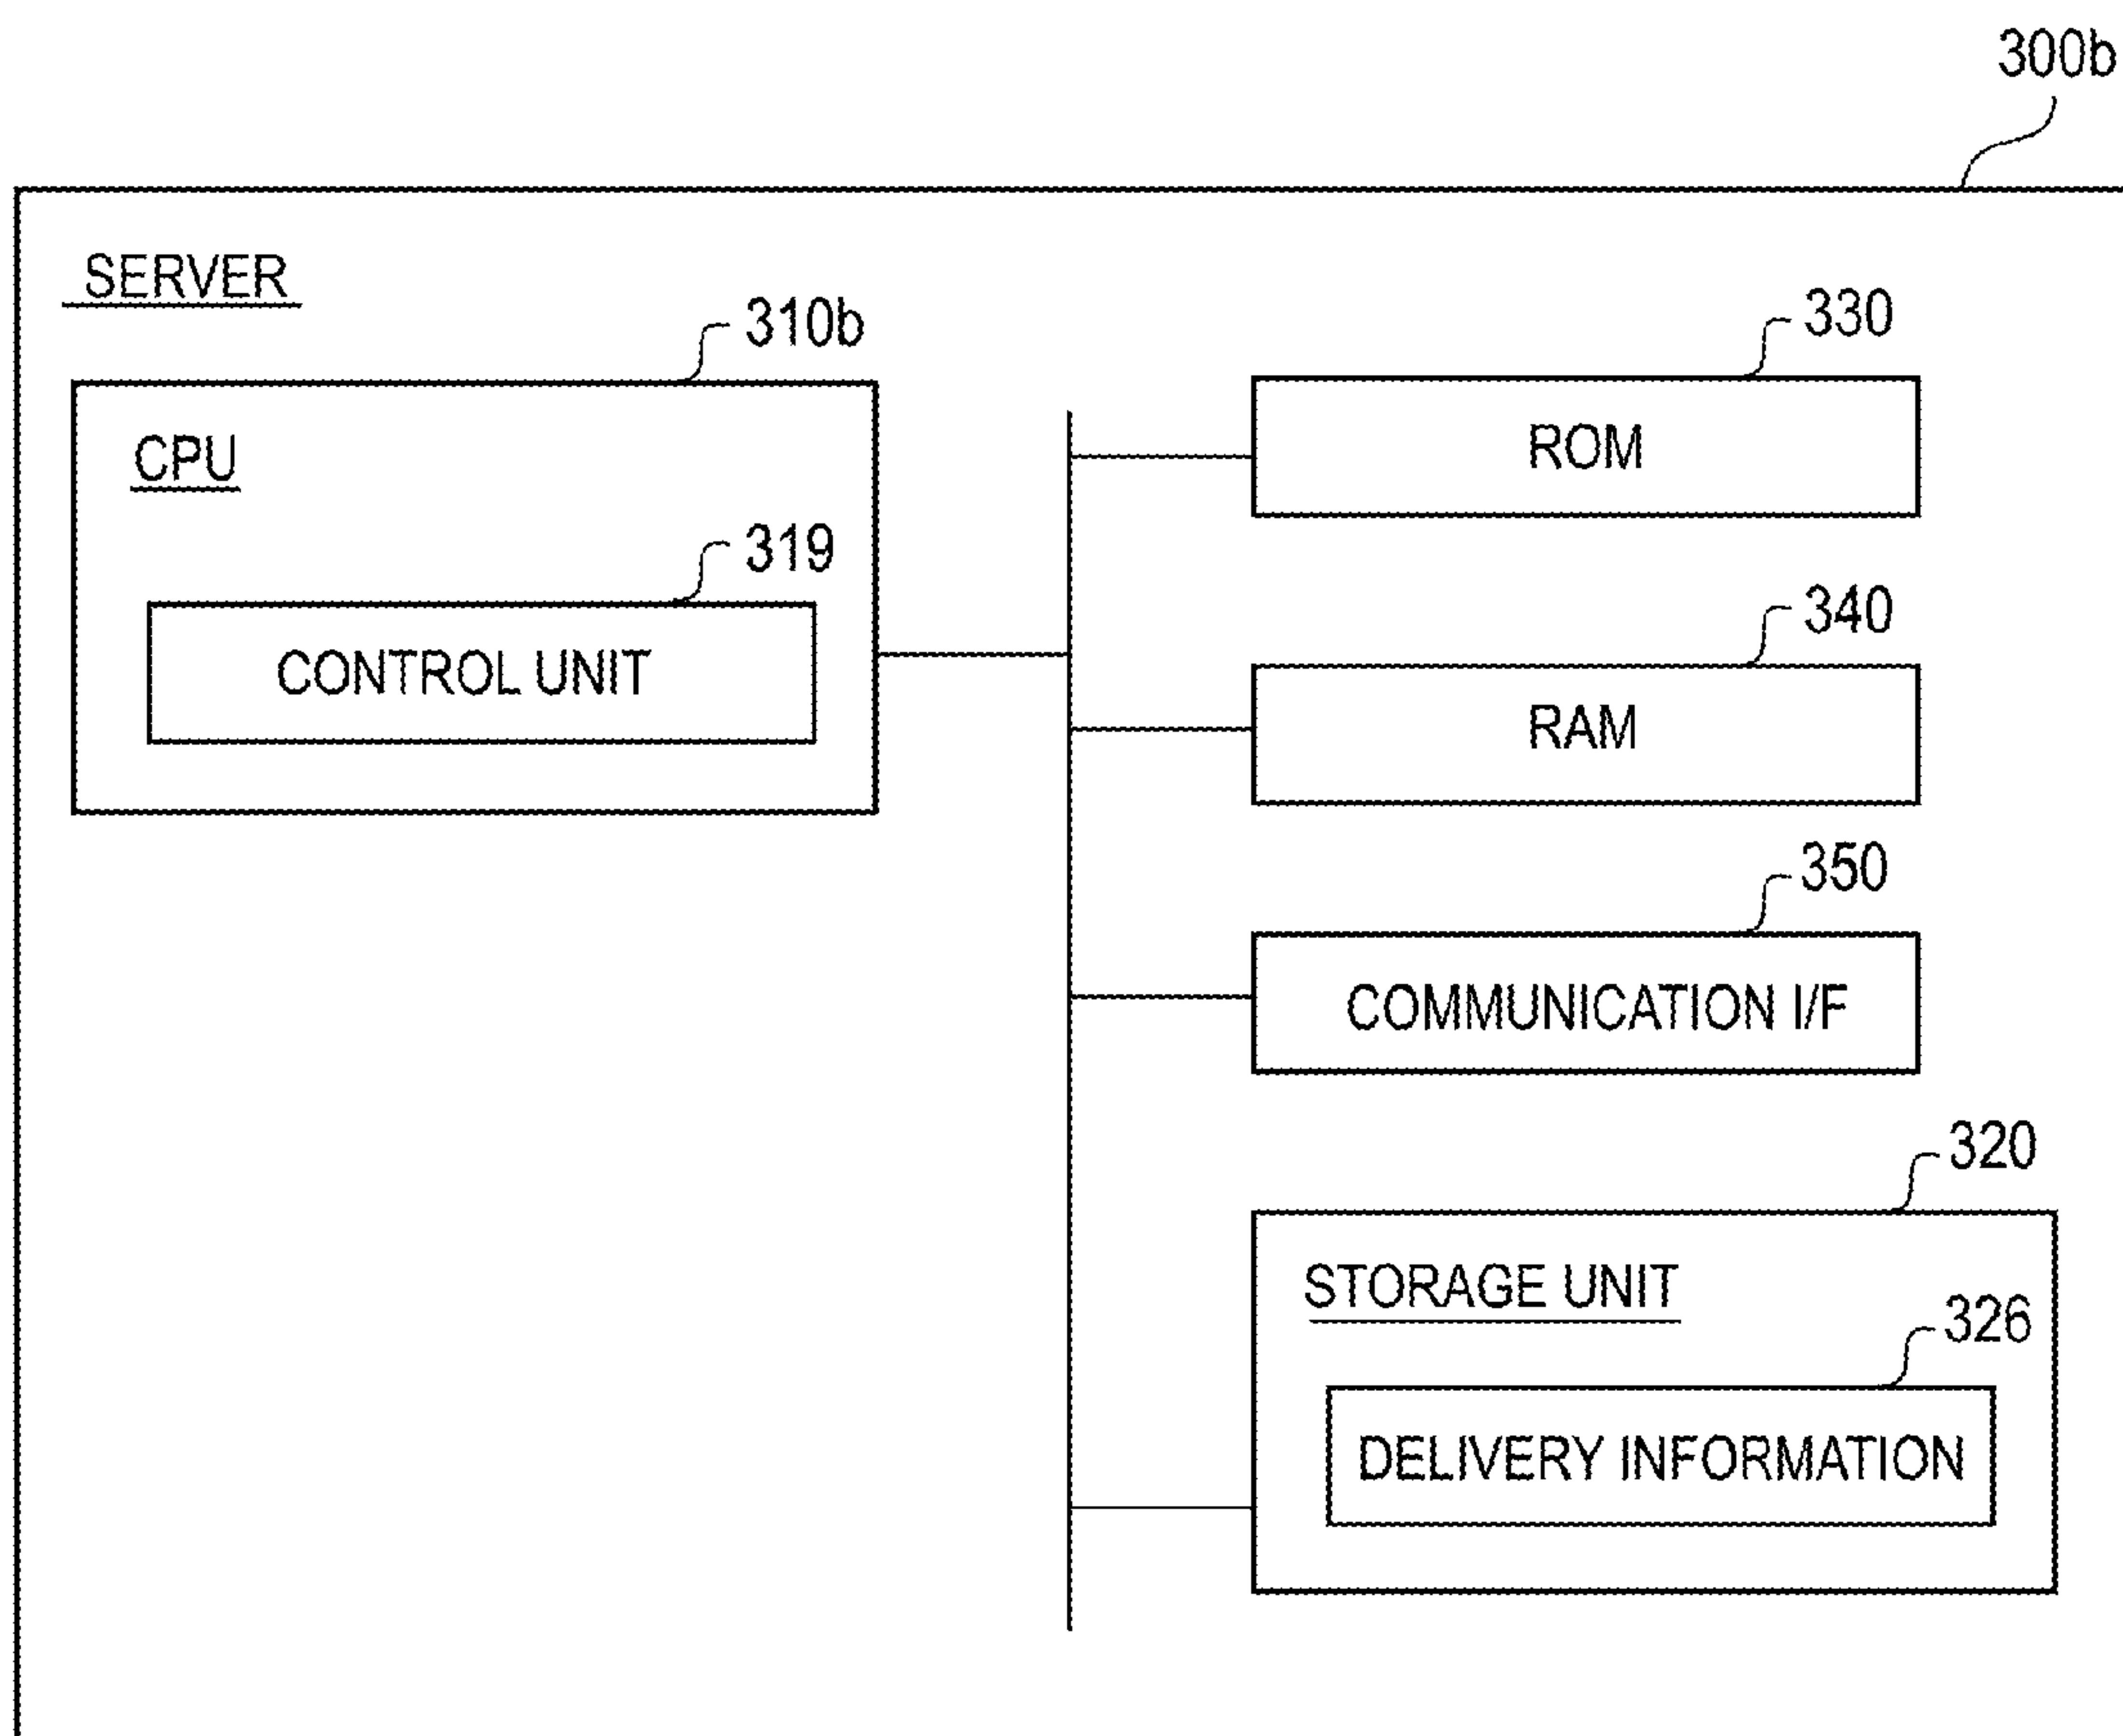 300b
SERVER
310b
CPU
319
CONTROL UNIT
330
ROM
340
RAM
350
COMMUNICATION I/F
320
STORAGE UNIT
326
DELIVERY INFORMATION